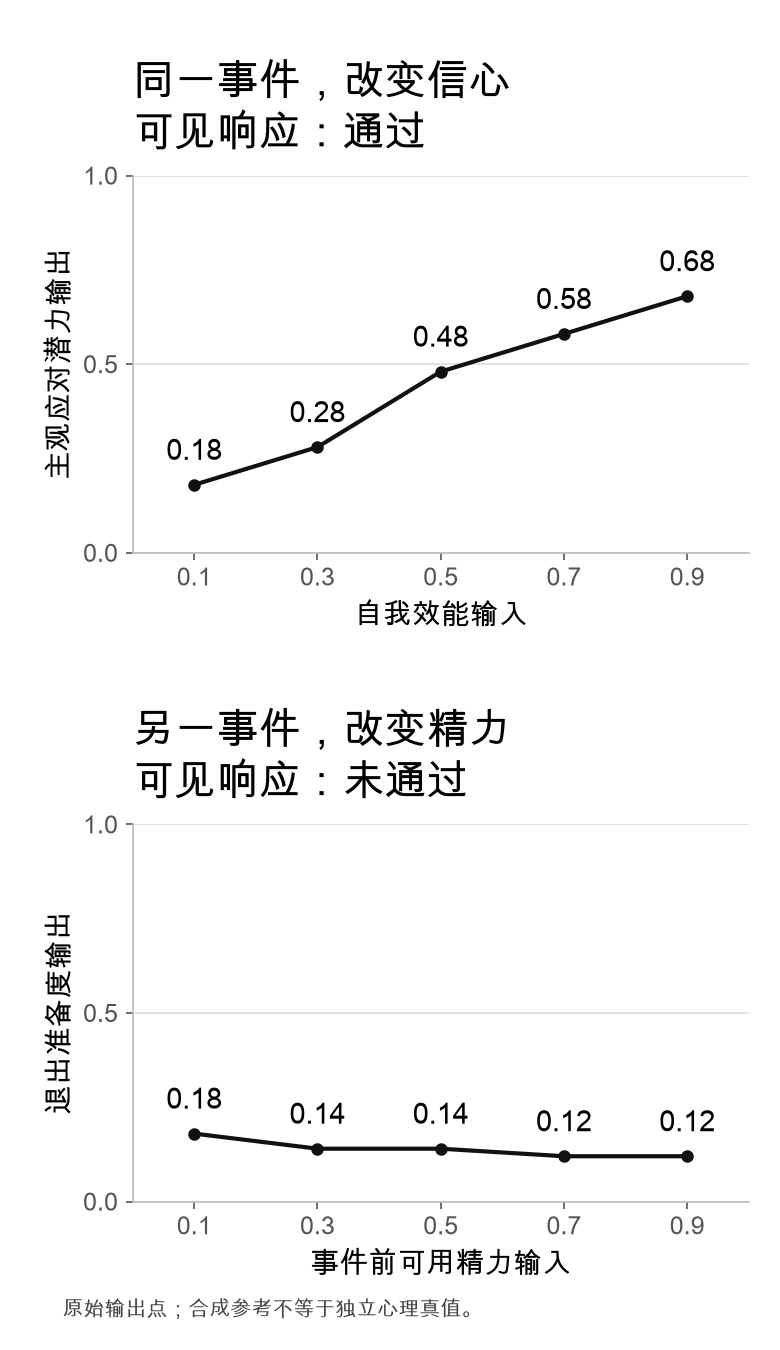 同一事件，改变信心
可见响应：通过
1.0
0.5
0.0
主观应对潜力输出
0.18
0.28
0.48
0.58
0.68
0.1 0.3 0.5 0.7 0.9
自我效能输入
另一事件，改变精力
可见响应：未通过
1.0
0.5
0.0
退出准备度输出
0.18
0.14
0.14
0.12
0.12
0.1 0.3 0.5 0.7 0.9
事件前可用精力输入
原始输出点；合成参考不等于独立心理真值。